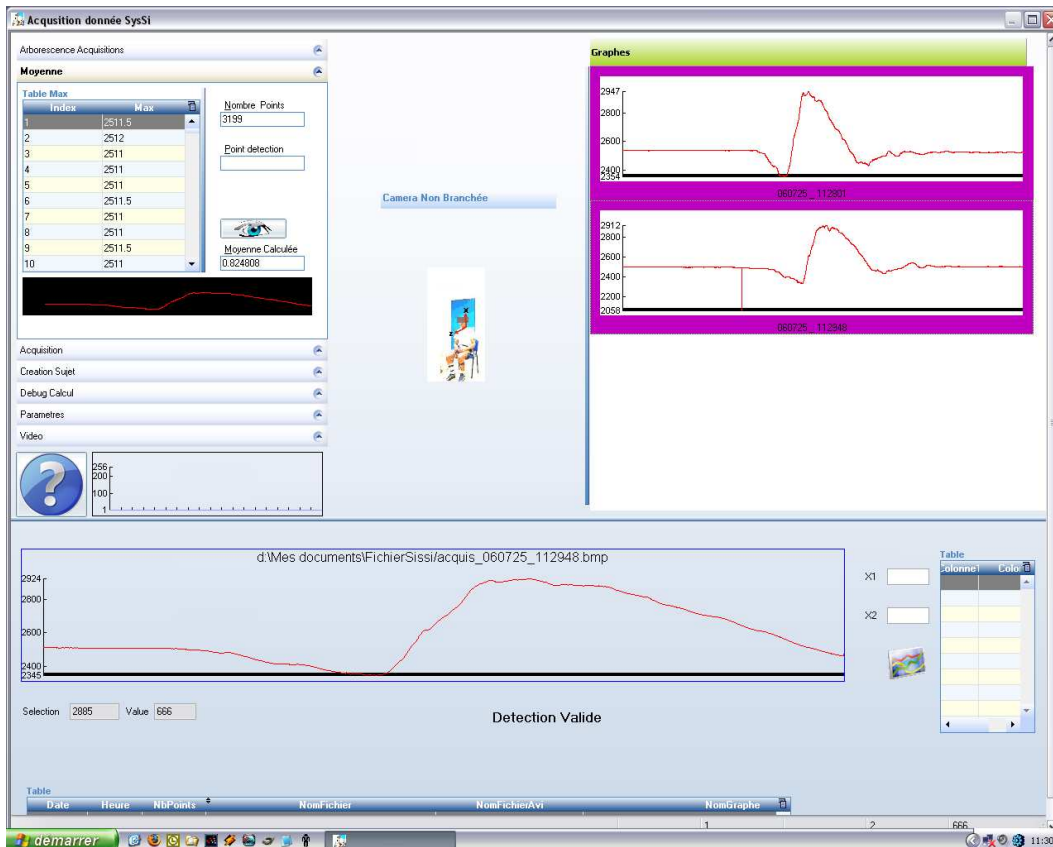 Acqusition donnée SysSi
Arborescence Acquisitions
Moyenne
Table Max
Index Max
1 2511.5
2 2512
3 2511
4 2511
5 2511
6 2511.5
7 2511
8 2511
9 2511.5
10 2511
Nombre Points
3199
Point detection
Moyenne Calculée
0.824808
Acquisition
Creation Sujet
Debug Calcul
Parametres
Video
256
200
100
1
Camera Non Branchée
x
z
Graphes
2947
2800
2600
2400
2354
060725_112901
2912
2800
2600
2400
2200
2058
060725_112948
d:\Mes documents\FichierSissi/acquis_060725_112948.bmp
2924
2800
2600
2400
2345
X1
X2
Table
Colonne1 Colo
Selection 2885 Value 666
Detection Valide
Table
Date Heure NbPoints NomFichier NomFichierAvi NomGraphe
1 2 666
démarrer
11:30